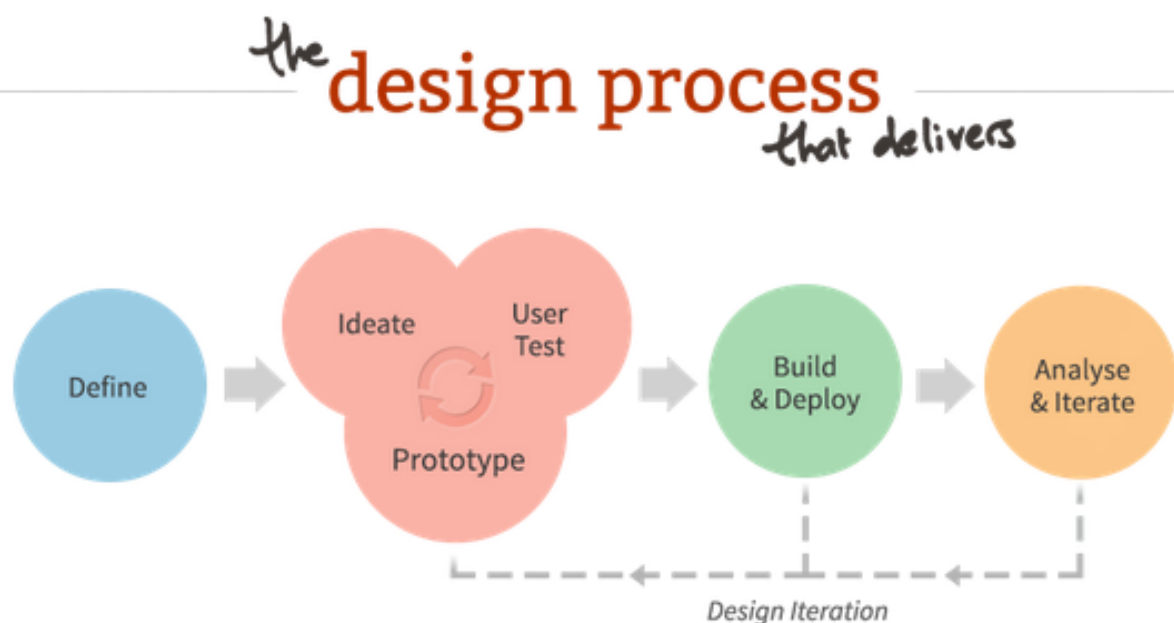 the
design process
that delivers
Define
Ideate
User
Test
Prototype
Build
& Deploy
Analyse
& Iterate
Design Iteration